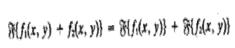 𝔉{f₁(x, y) + f₂(x, y)} = 𝔉{f₁(x, y)} + 𝔉{f₂(x, y)}